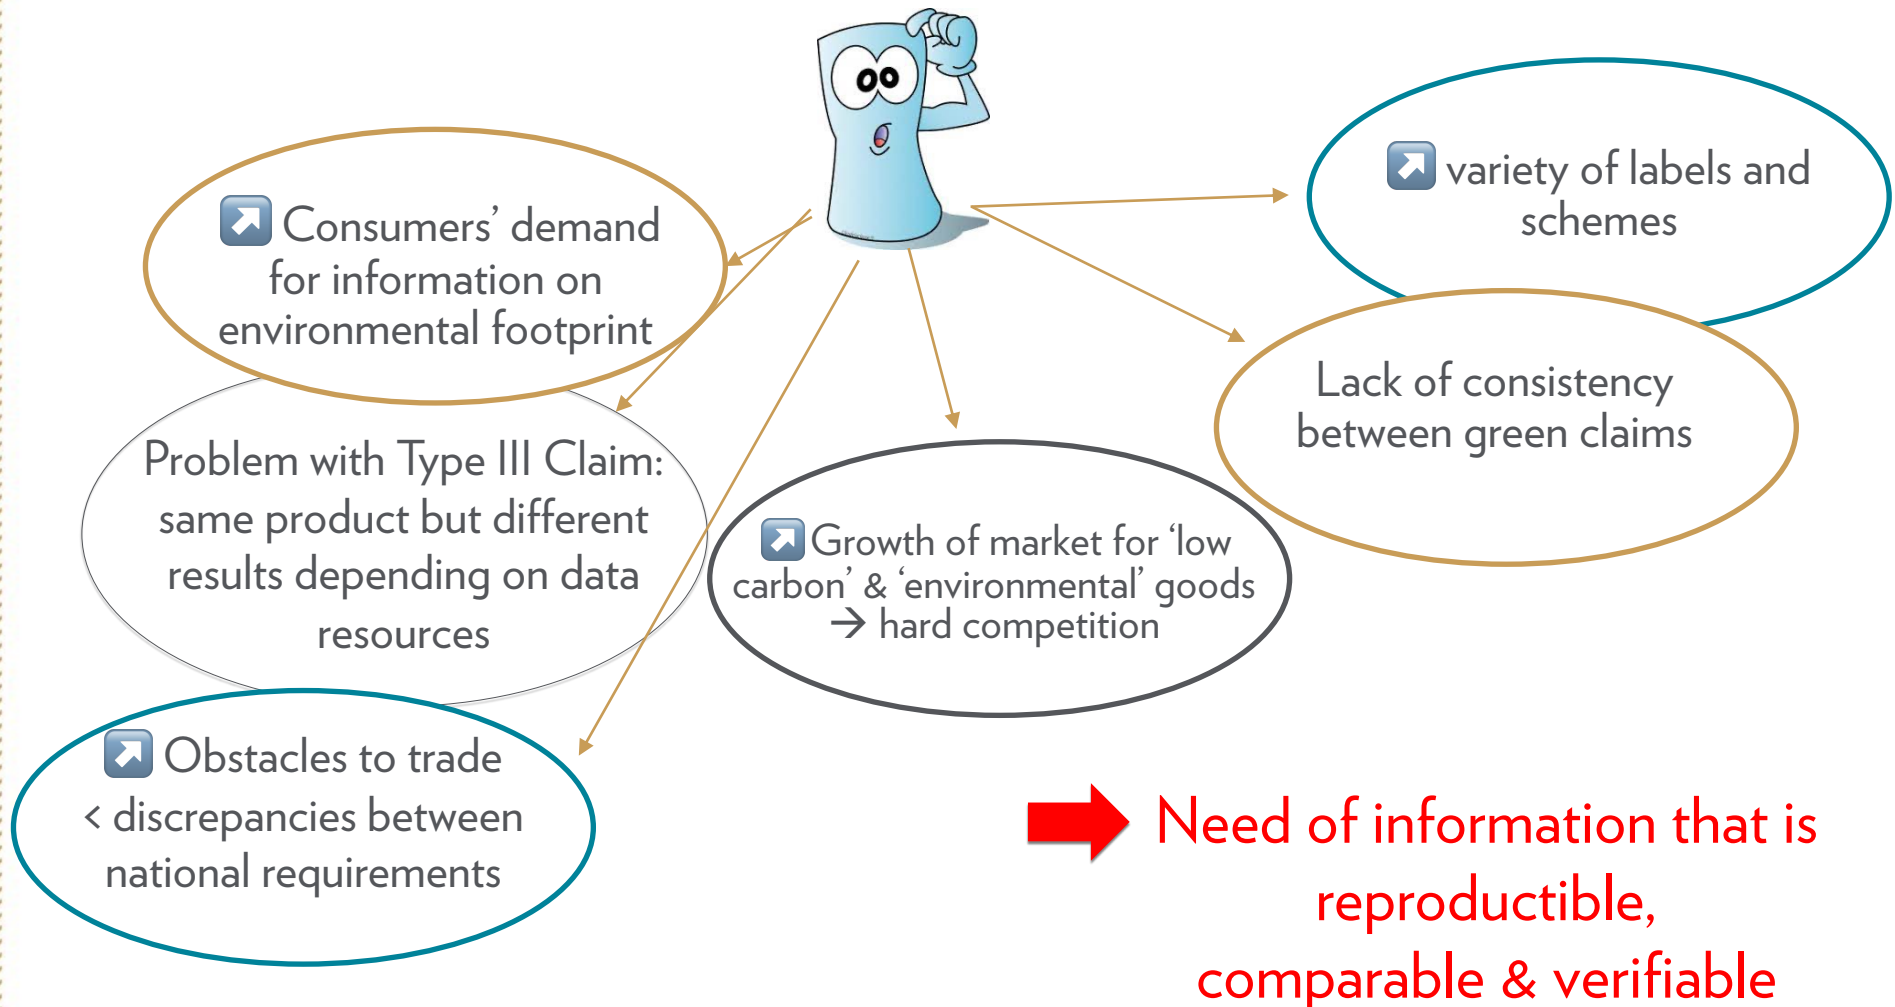 ↗ Consumers’ demand
for information on
environmental footprint
Problem with Type III Claim:
same product but different
results depending on data
resources
↗ Obstacles to trade
< discrepancies between
national requirements
↗ Growth of market for ‘low
carbon’ & ‘environmental’ goods
→ hard competition
↗ variety of labels and
schemes
Lack of consistency
between green claims
Need of information that is
reproductible,
comparable & verifiable